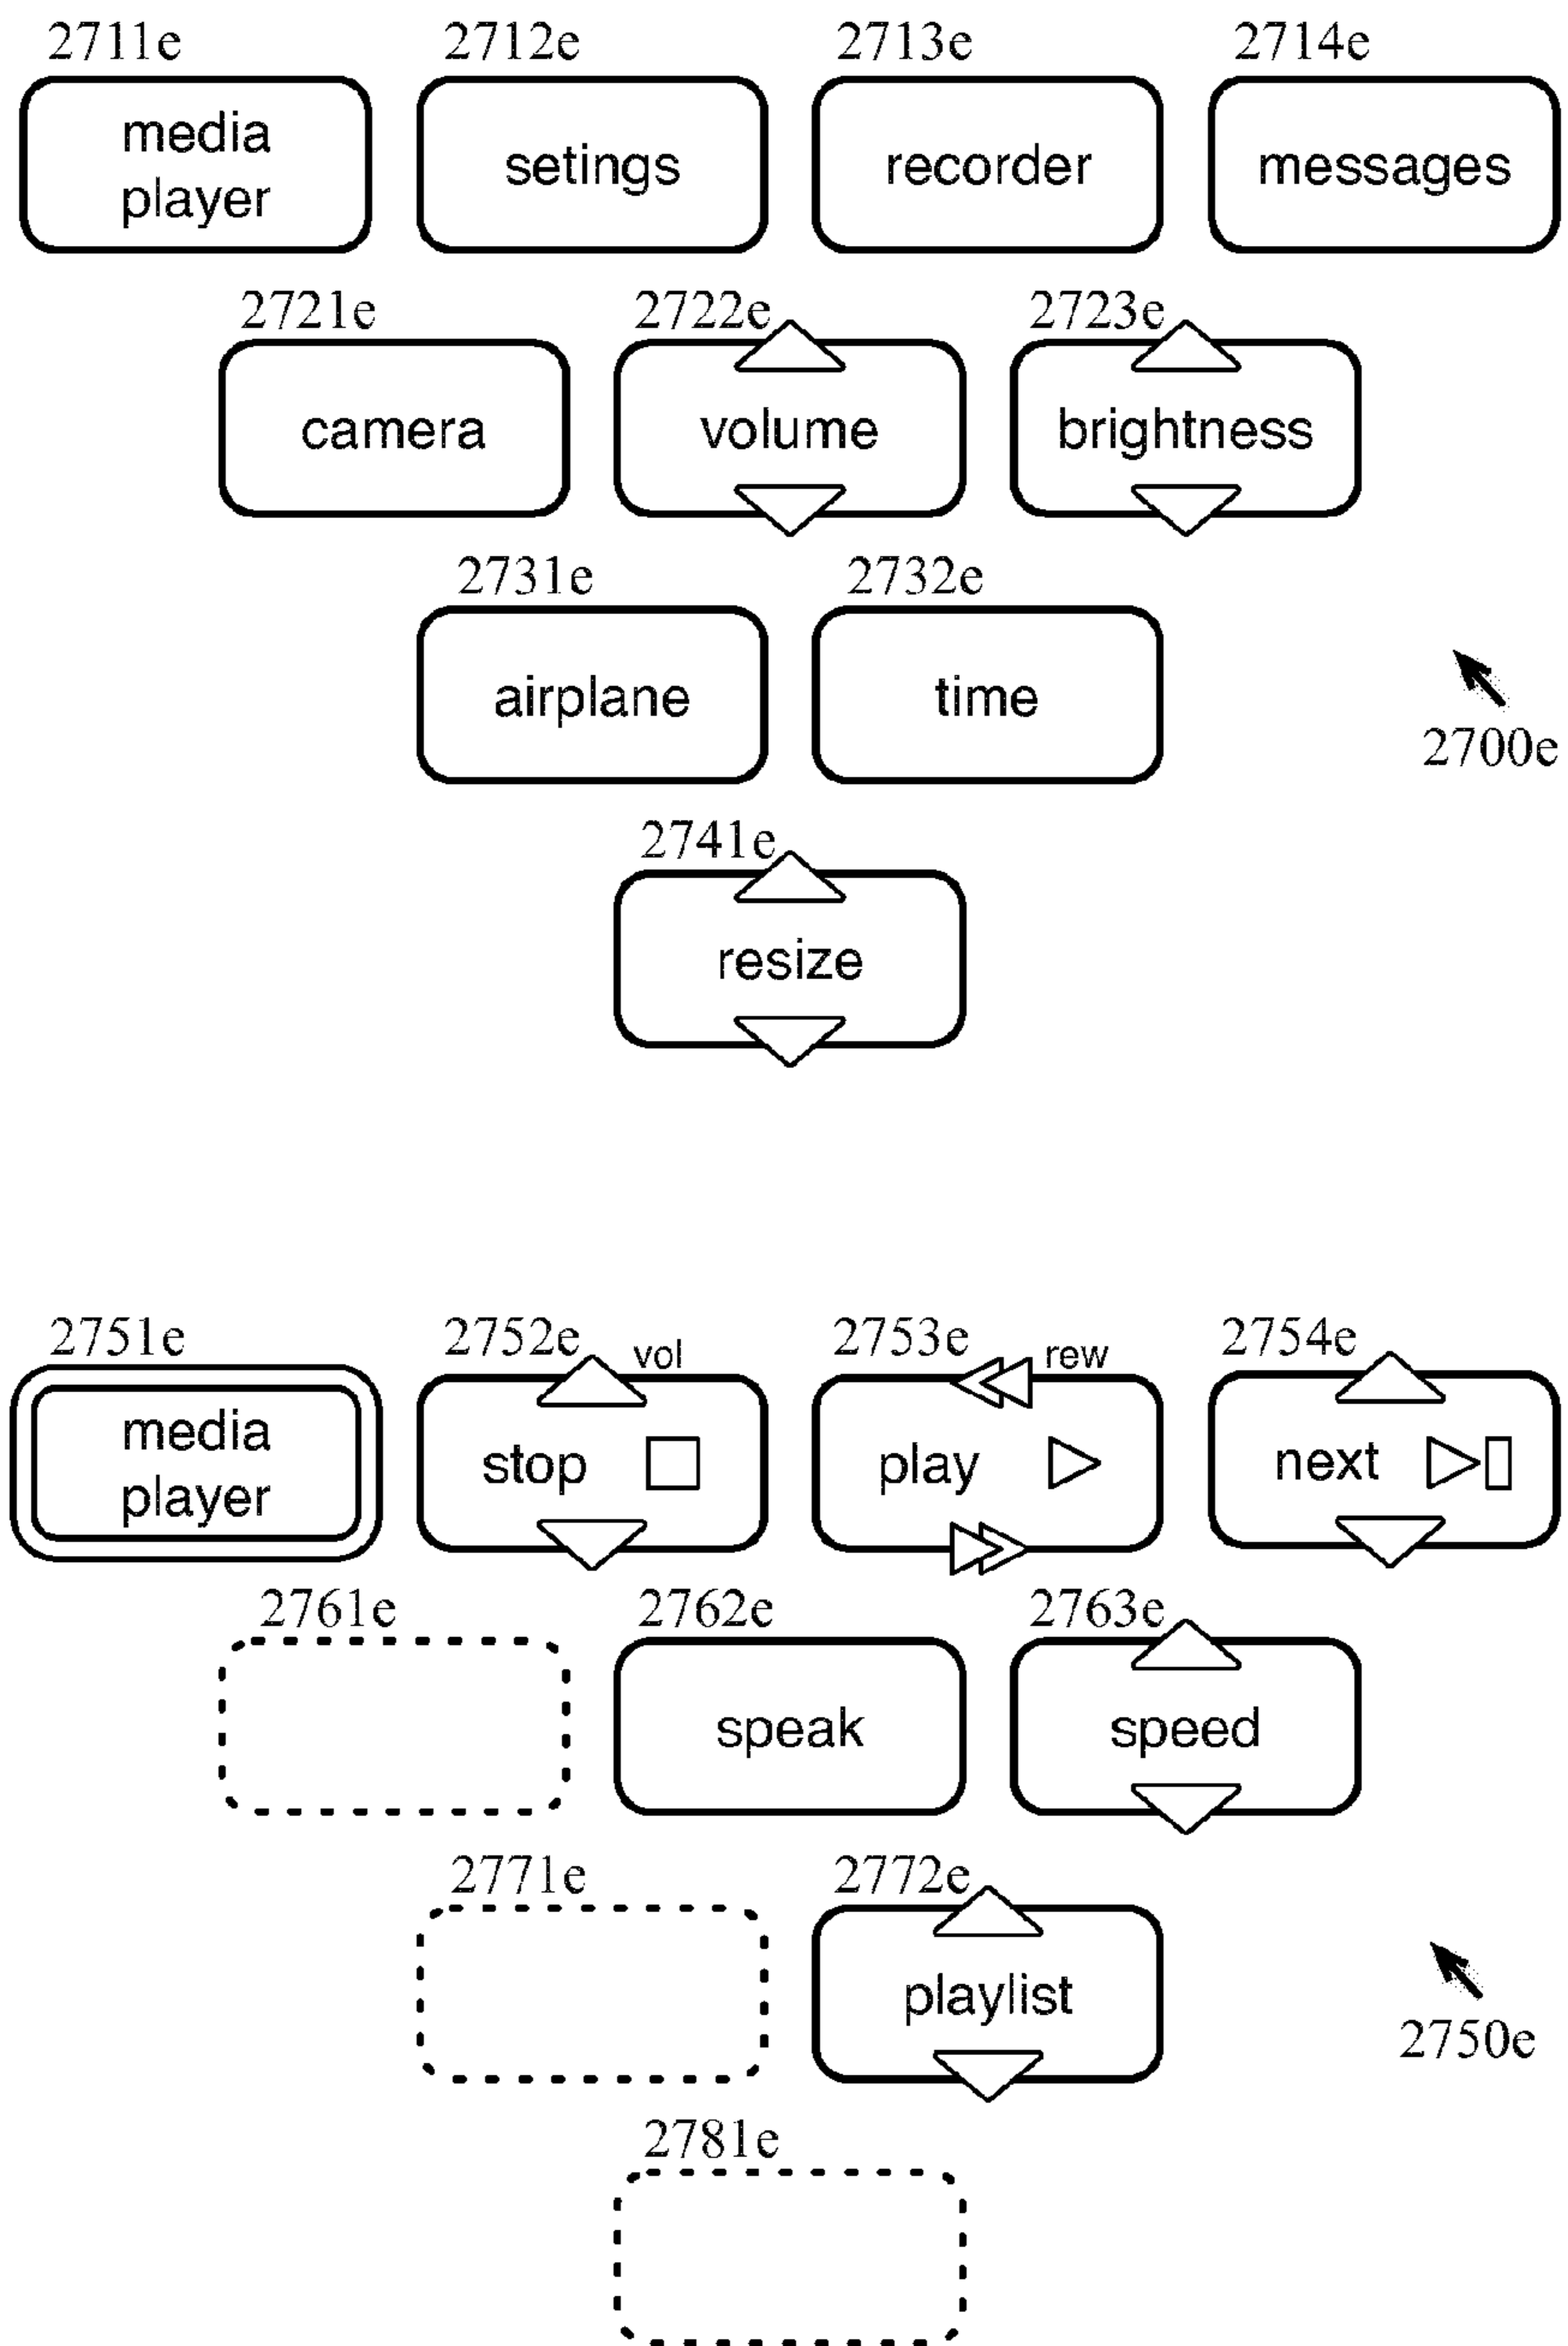 2711e 2712e 2713e 2714e
media
player
setings recorder messages
2721e 2722e 2723e
camera volume brightness
2731e 2732e
airplane time
2700e
2741e
resize
2751e 2752e vol 2753e rew 2754e
media
player
stop play next
2761e 2762e 2763e
speak speed
2771e 2772e
playlist
2750e
2781e